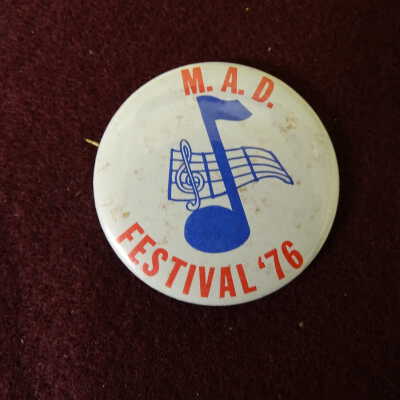 M. A. D.
FESTIVAL '76